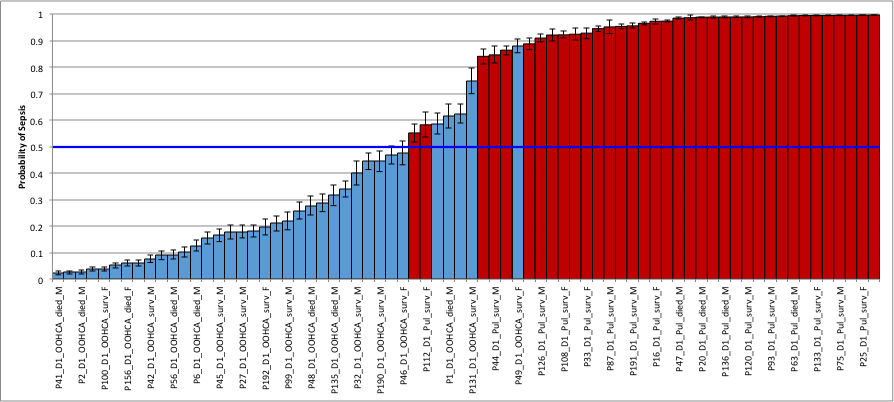 1
0.9
0.8
0.7
0.6
0.5
0.4
0.3
0.2
0.1
0
Probability of Sepsis
P41_D1_OOHCA_died_M
P2_D1_OOHCA_died_M
P100_D1_OOHCA_surv_F
P156_D1_OOHCA_died_F
P42_D1_OOHCA_surv_M
P56_D1_OOHCA_died_M
P6_D1_OOHCA_died_M
P45_D1_OOHCA_surv_M
P27_D1_OOHCA_surv_M
P192_D1_OOHCA_surv_F
P99_D1_OOHCA_surv_M
P48_D1_OOHCA_died_M
P135_D1_OOHCA_died_M
P32_D1_OOHCA_surv_M
P190_D1_OOHCA_surv_M
P46_D1_OOHCA_surv_F
P112_D1_Pul_surv_F
P1_D1_OOHCA_died_M
P131_D1_OOHCA_surv_M
P44_D1_Pul_surv_M
P49_D1_OOHCA_surv_F
P126_D1_Pul_surv_M
P108_D1_Pul_surv_F
P33_D1_Pul_surv_F
P87_D1_Pul_surv_M
P191_D1_Pul_surv_M
P16_D1_Pul_surv_F
P47_D1_Pul_died_M
P20_D1_Pul_died_M
P136_D1_Pul_died_M
P120_D1_Pul_surv_M
P93_D1_Pul_surv_M
P63_D1_Pul_died_M
P133_D1_Pul_surv_F
P75_D1_Pul_surv_M
P25_D1_Pul_surv_F